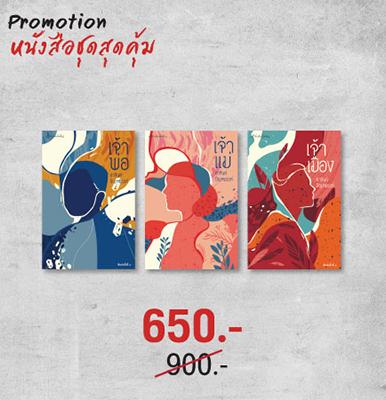 Promotion
หนังสือชุดสุดคุ้ม
เจ้า
พ่อ
เจ้า
แม่
เจ้า
เมือง
650.-
900.-